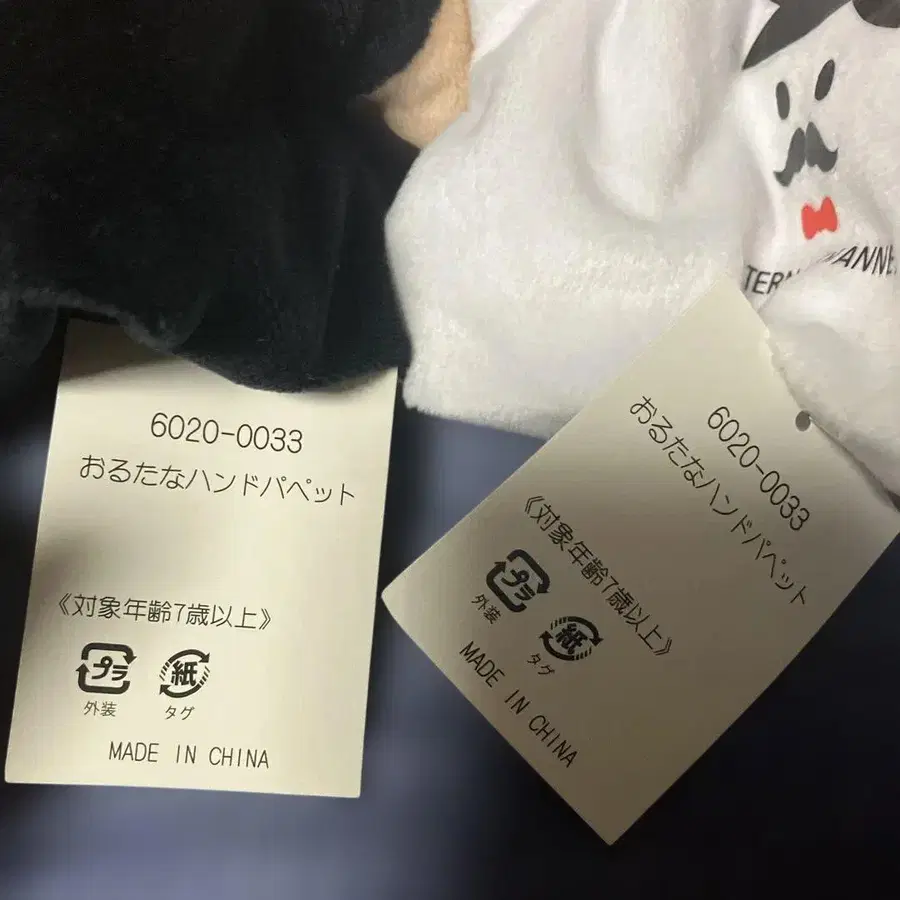 6020-0033
おるたなハンドパペット
《対象年齢7歳以上》
プラ
外装
紙
タグ
MADE IN CHINA
TERN
ANNE
6020-0033
おるたなハンドパペット
《対象年齢7歳以上》
プラ
外装
紙
タグ
MADE IN CHINA